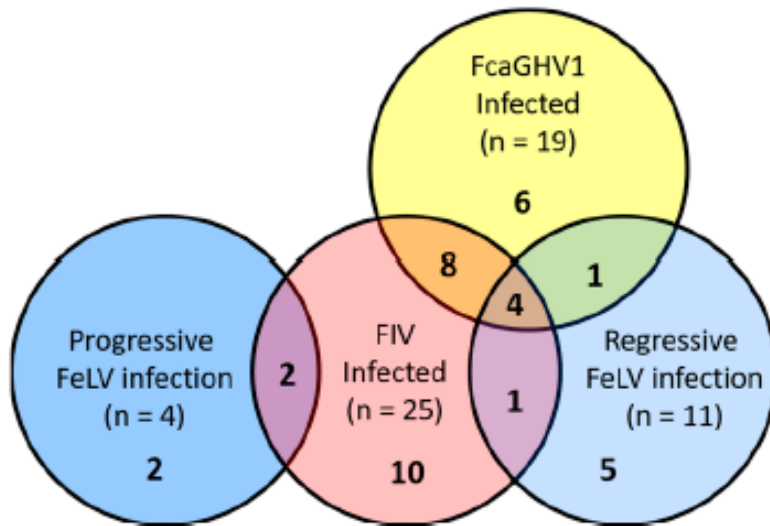 FcaGHV1
Infected
(n = 19)
6
8
4
1
Progressive
FeLV infection
(n = 4)
2
2
FIV
Infected
(n = 25)
10
1
Regressive
FeLV infection
(n = 11)
5